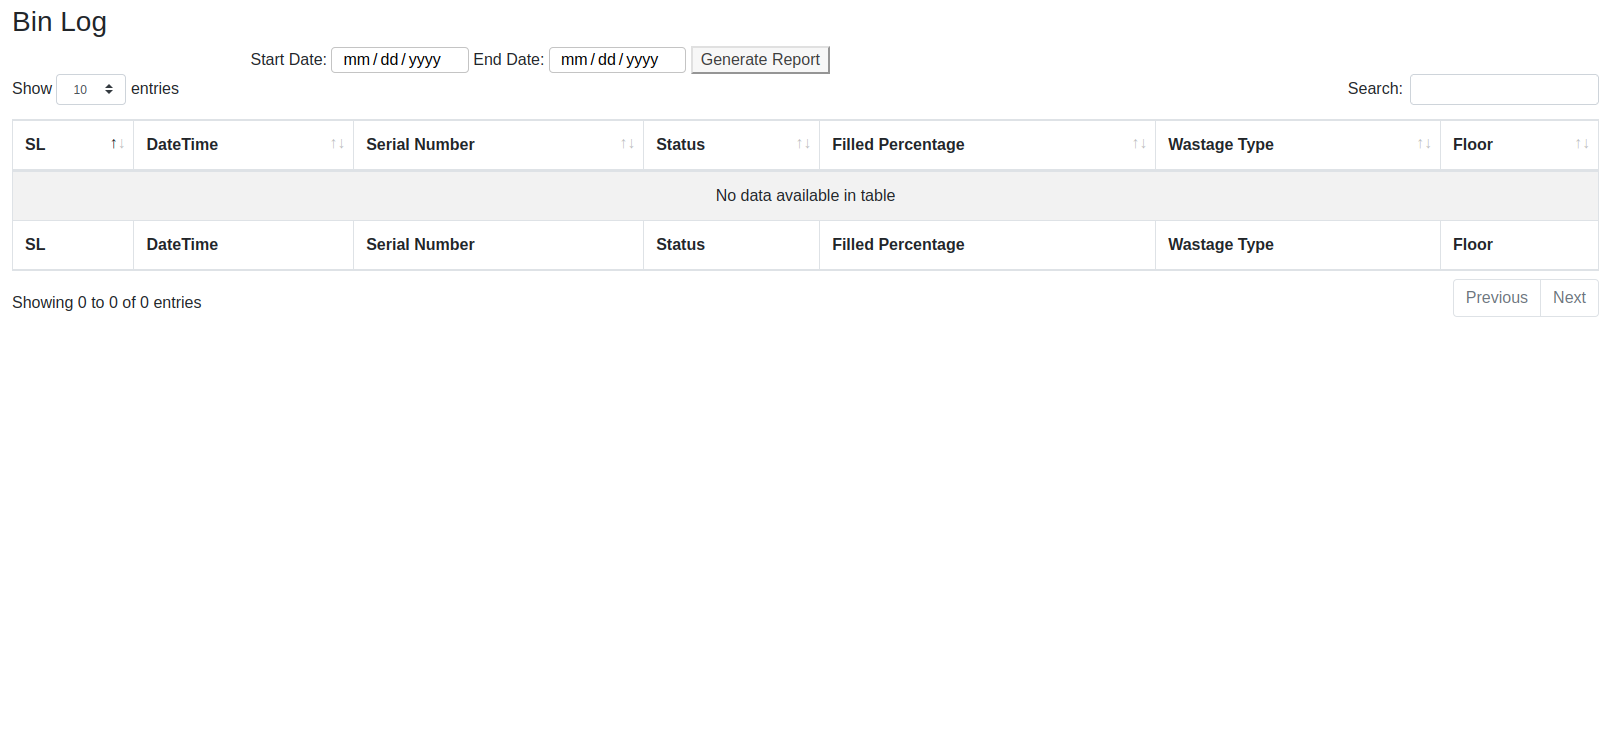 Bin Log
Start Date: mm/dd/yyyy End Date: mm/dd/yyyy Generate Report
Show 10 entries Search:
SL DateTime Serial Number Status Filled Percentage Wastage Type Floor
No data available in table
SL DateTime Serial Number Status Filled Percentage Wastage Type Floor
Showing 0 to 0 of 0 entries Previous Next